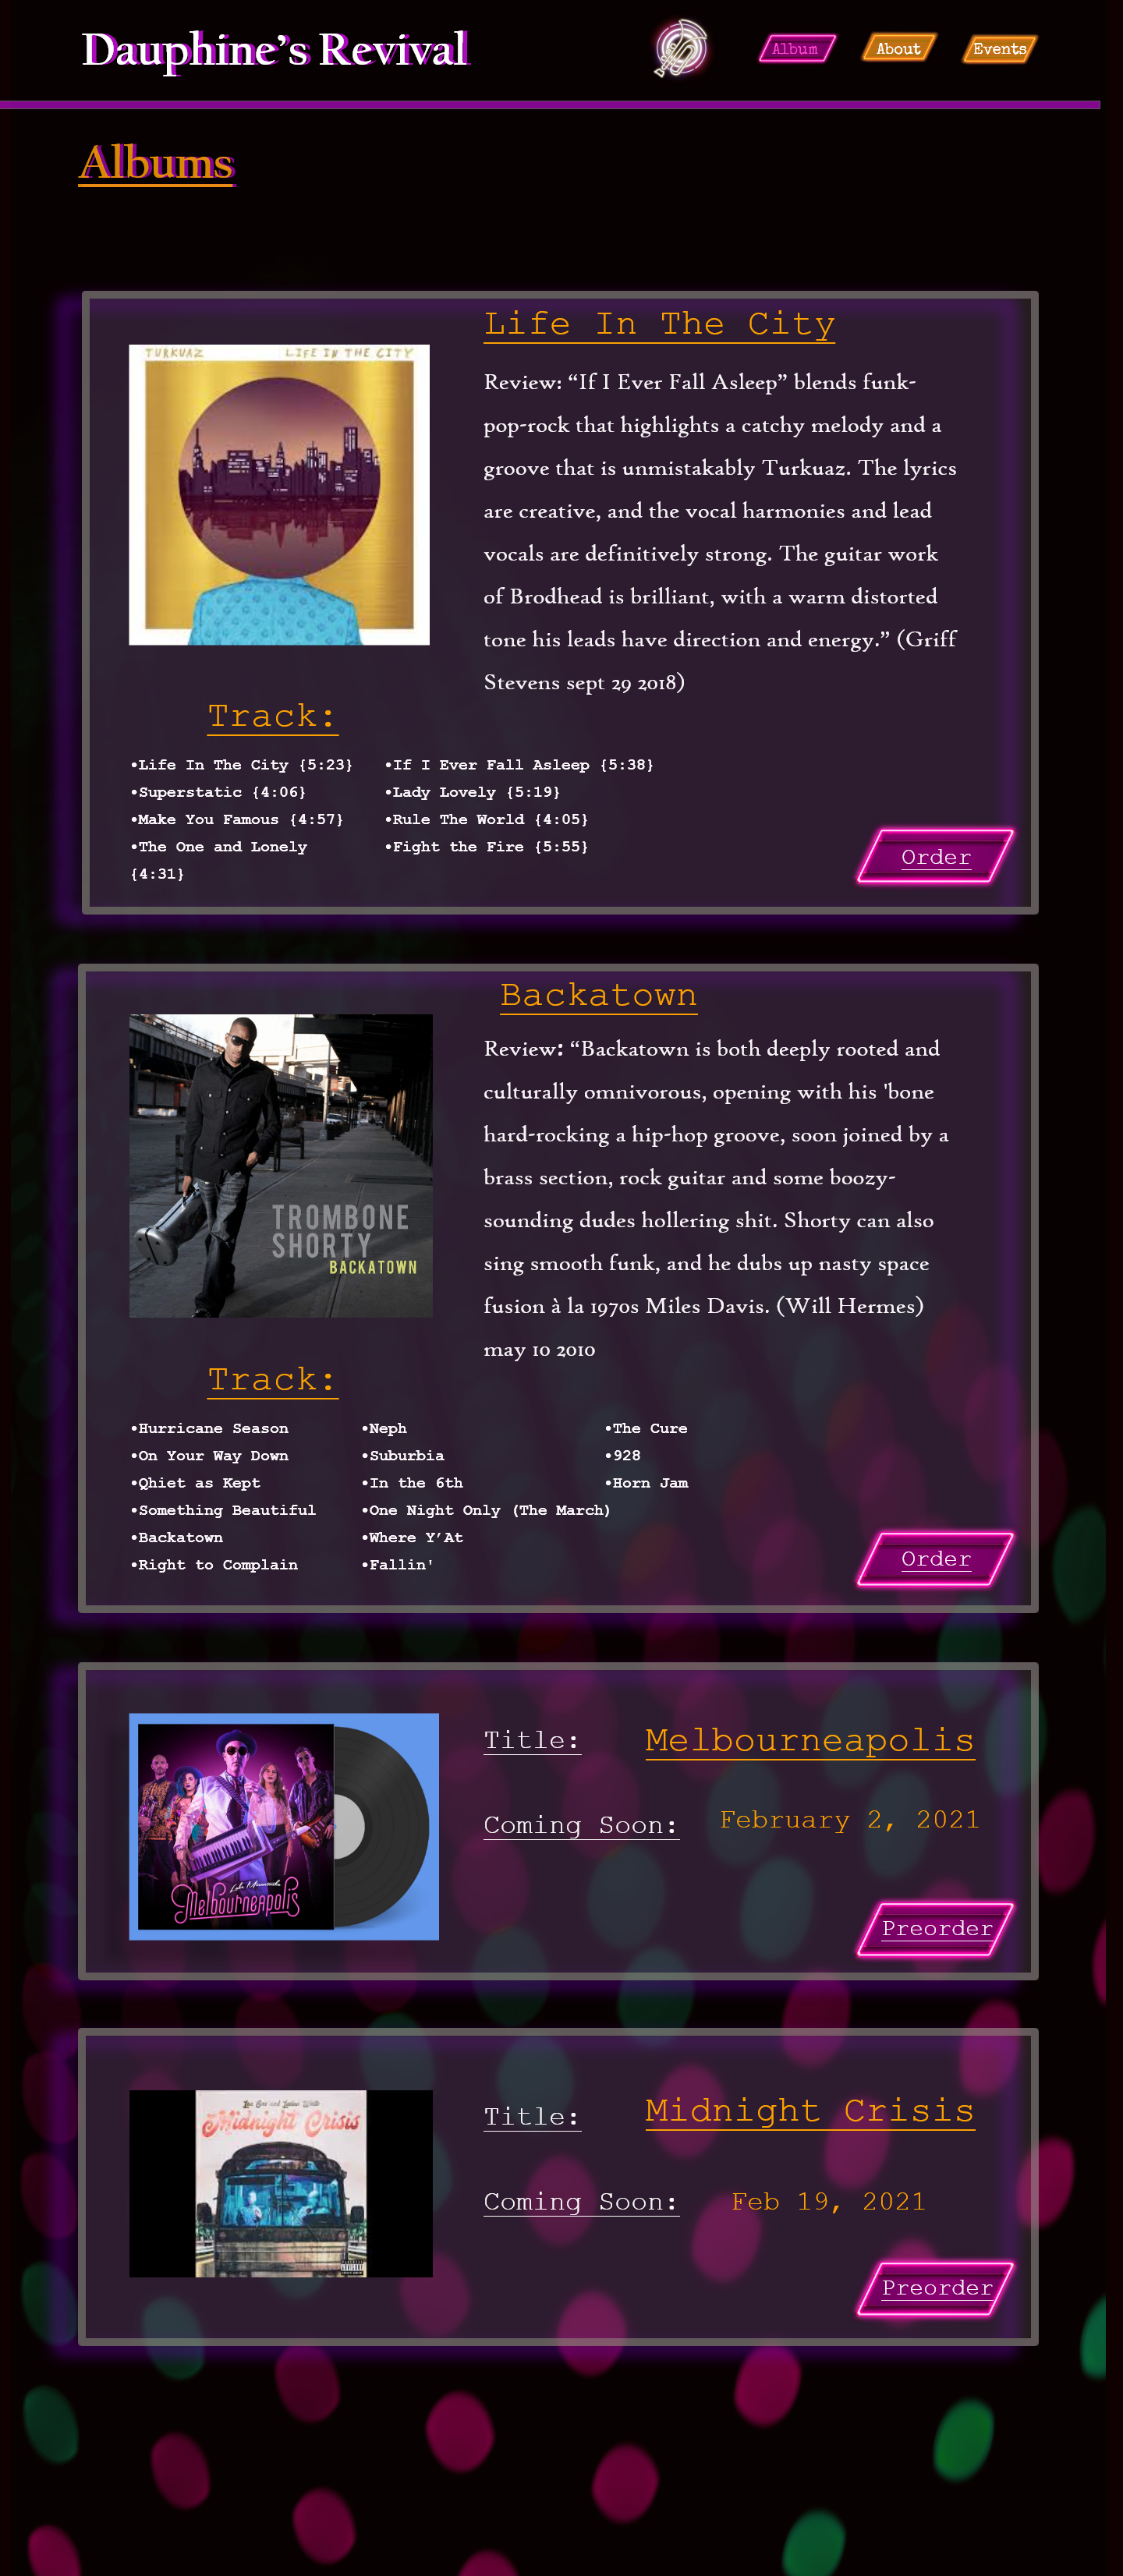 Dauphine's Revival
Album
About
Events
Albums
TURKUAZ LIFE IN THE CITY
Life In The City
Review: “If I Ever Fall Asleep” blends funk-
pop-rock that highlights a catchy melody and a
groove that is unmistakably Turkuaz. The lyrics
are creative, and the vocal harmonies and lead
vocals are definitively strong. The guitar work
of Brodhead is brilliant, with a warm distorted
tone his leads have direction and energy.” (Griff
Stevens sept 29 2018)
Track:
•Life In The City {5:23}
•Superstatic {4:06}
•Make You Famous {4:57}
•The One and Lonely
{4:31}
•If I Ever Fall Asleep {5:38}
•Lady Lovely {5:19}
•Rule The World {4:05}
•Fight the Fire {5:55}
Order
Backatown
TROMBONE
SHORTY
BACKATOWN
Review: “Backatown is both deeply rooted and
culturally omnivorous, opening with his 'bone
hard-rocking a hip-hop groove, soon joined by a
brass section, rock guitar and some boozy-
sounding dudes hollering shit. Shorty can also
sing smooth funk, and he dubs up nasty space
fusion à la 1970s Miles Davis. (Will Hermes)
may 10 2010
Track:
•Hurricane Season
•On Your Way Down
•Qhiet as Kept
•Something Beautiful
•Backatown
•Right to Complain
•Neph
•Suburbia
•In the 6th
•One Night Only (The March)
•Where Y’At
•Fallin'
•The Cure
•928
•Horn Jam
Order
Melbourneapolis
Title:
Melbourneapolis
Coming Soon:
February 2, 2021
Preorder
Midnight Crisis
Title:
Midnight Crisis
Coming Soon:
Feb 19, 2021
Preorder